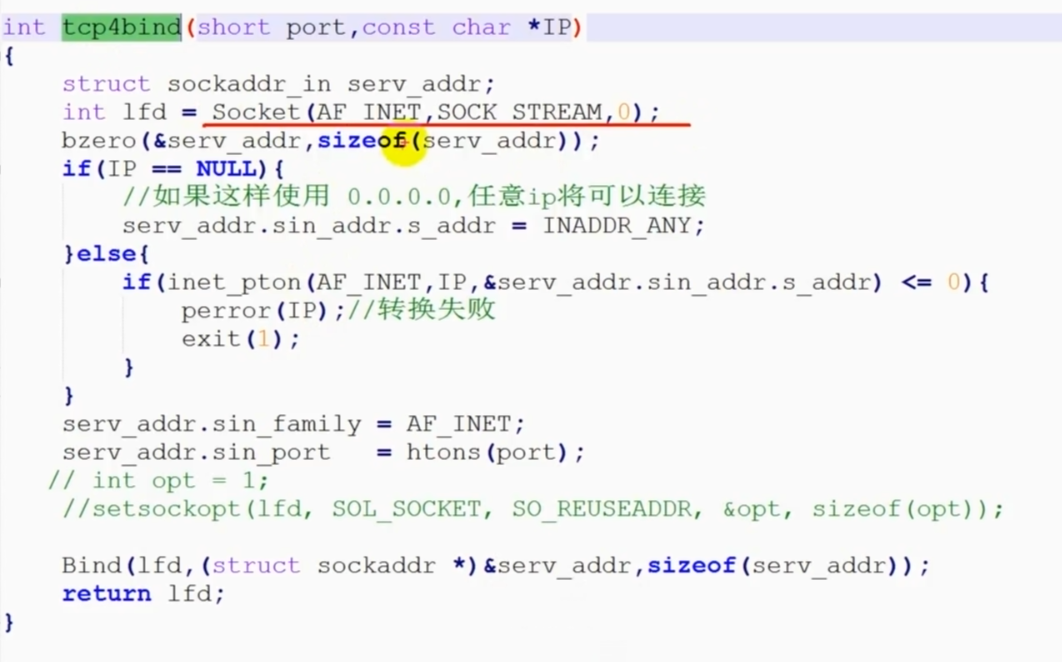 int tcp4bind(short port,const char *IP)
{
    struct sockaddr_in serv_addr;
    int lfd = Socket(AF_INET,SOCK_STREAM,0);
    bzero(&serv_addr,sizeof(serv_addr));
    if(IP == NULL){
        //如果这样使用 0.0.0.0,任意ip将可以连接
        serv_addr.sin_addr.s_addr = INADDR_ANY;
    }else{
        if(inet_pton(AF_INET,IP,&serv_addr.sin_addr.s_addr) <= 0){
            perror(IP);//转换失败
            exit(1);
        }
    }
    serv_addr.sin_family = AF_INET;
    serv_addr.sin_port   = htons(port);
   // int opt = 1;
    //setsockopt(lfd, SOL_SOCKET, SO_REUSEADDR, &opt, sizeof(opt));

    Bind(lfd,(struct sockaddr *)&serv_addr,sizeof(serv_addr));
    return lfd;
}